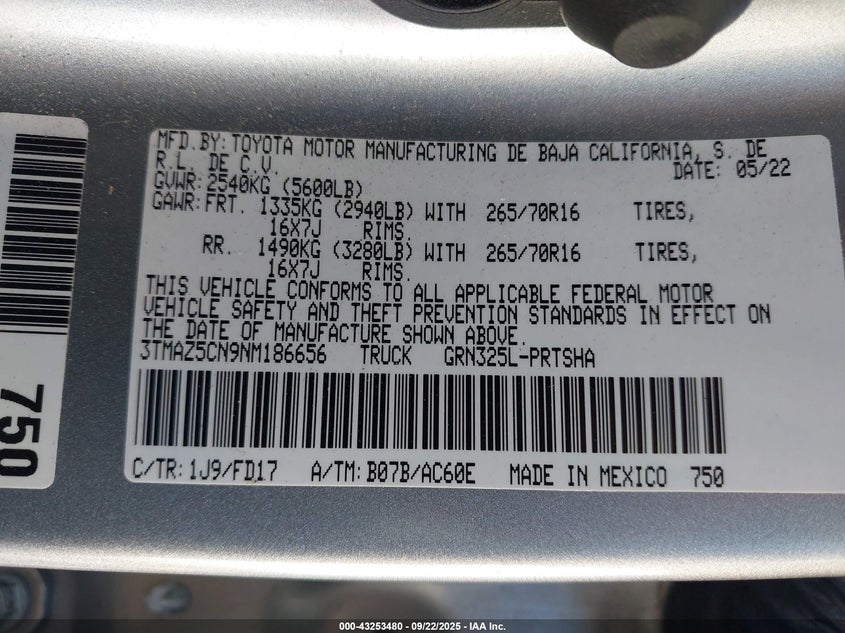 MFD.BY:TOYOTA MOTOR MANUFACTURING DE BAJA CALIFORNIA, S. DE
R.L. DE C.V.
DATE: 05/22
GVWR:2540KG (5600LB)
GAWR:FRT. 1335KG (2940LB) WITH 265/70R16 TIRES,
16X7J RIMS.
RR. 1490KG (3280LB) WITH 265/70R16 TIRES,
16X7J RIMS.
THIS VEHICLE CONFORMS TO ALL APPLICABLE FEDERAL MOTOR
VEHICLE SAFETY AND THEFT PREVENTION STANDARDS IN EFFECT ON
THE DATE OF MANUFACTURE SHOWN ABOVE.
3TMAZ5CN9NM186656 TRUCK GRN325L-PRTSHA
C/TR:1J9/FD17 A/TM:B07B/AC60E MADE IN MEXICO 750
750
000-43253480 - 09/22/2025 - IAA Inc.